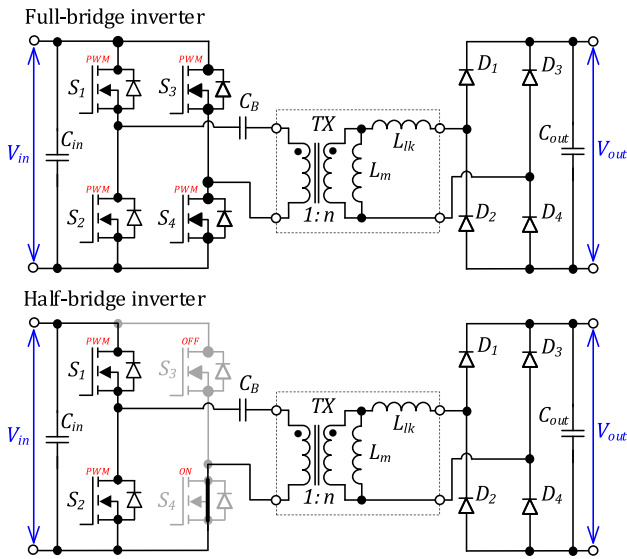 Full-bridge inverter
PWM PWM
S1 S3 D1 D3
CB TX
Cin Llk Cout
Vin Lm Vout
PWM PWM
S2 S4 D2 D4
1:n
Half-bridge inverter
PWM OFF
S1 S3 D1 D3
CB TX
Cin Llk Cout
Vin Lm Vout
PWM ON
S2 S4 D2 D4
1:n